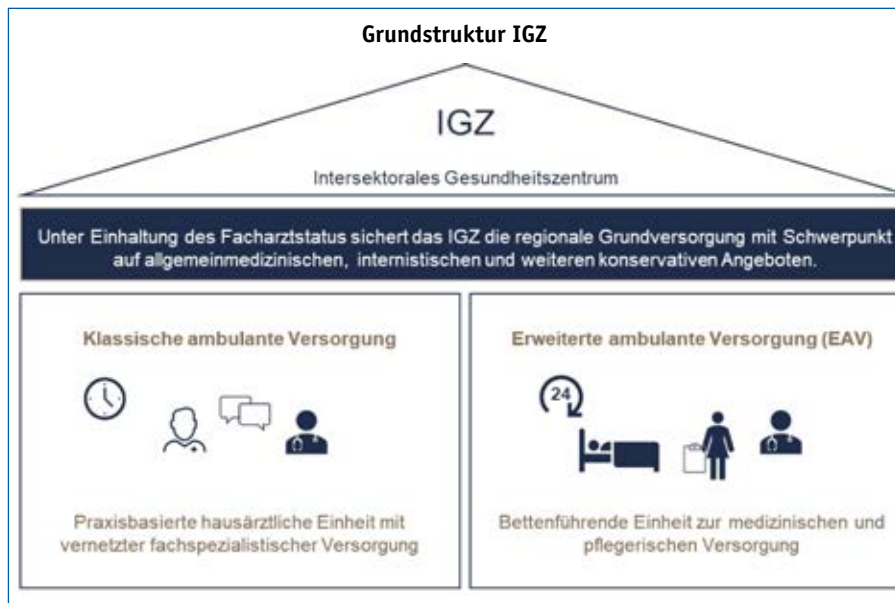 Grundstruktur IGZ
IGZ
Intersektorales Gesundheitszentrum
Unter Einhaltung des Facharztstatus sichert das IGZ die regionale Grundversorgung mit Schwerpunkt
auf allgemeinmedizinischen, internistischen und weiteren konservativen Angeboten.
Klassische ambulante Versorgung
Praxisbasierte hausärztliche Einheit mit
vernetzter fachspezialistischer Versorgung
Erweiterte ambulante Versorgung (EAV)
24
Bettenführende Einheit zur medizinischen und
pflegerischen Versorgung